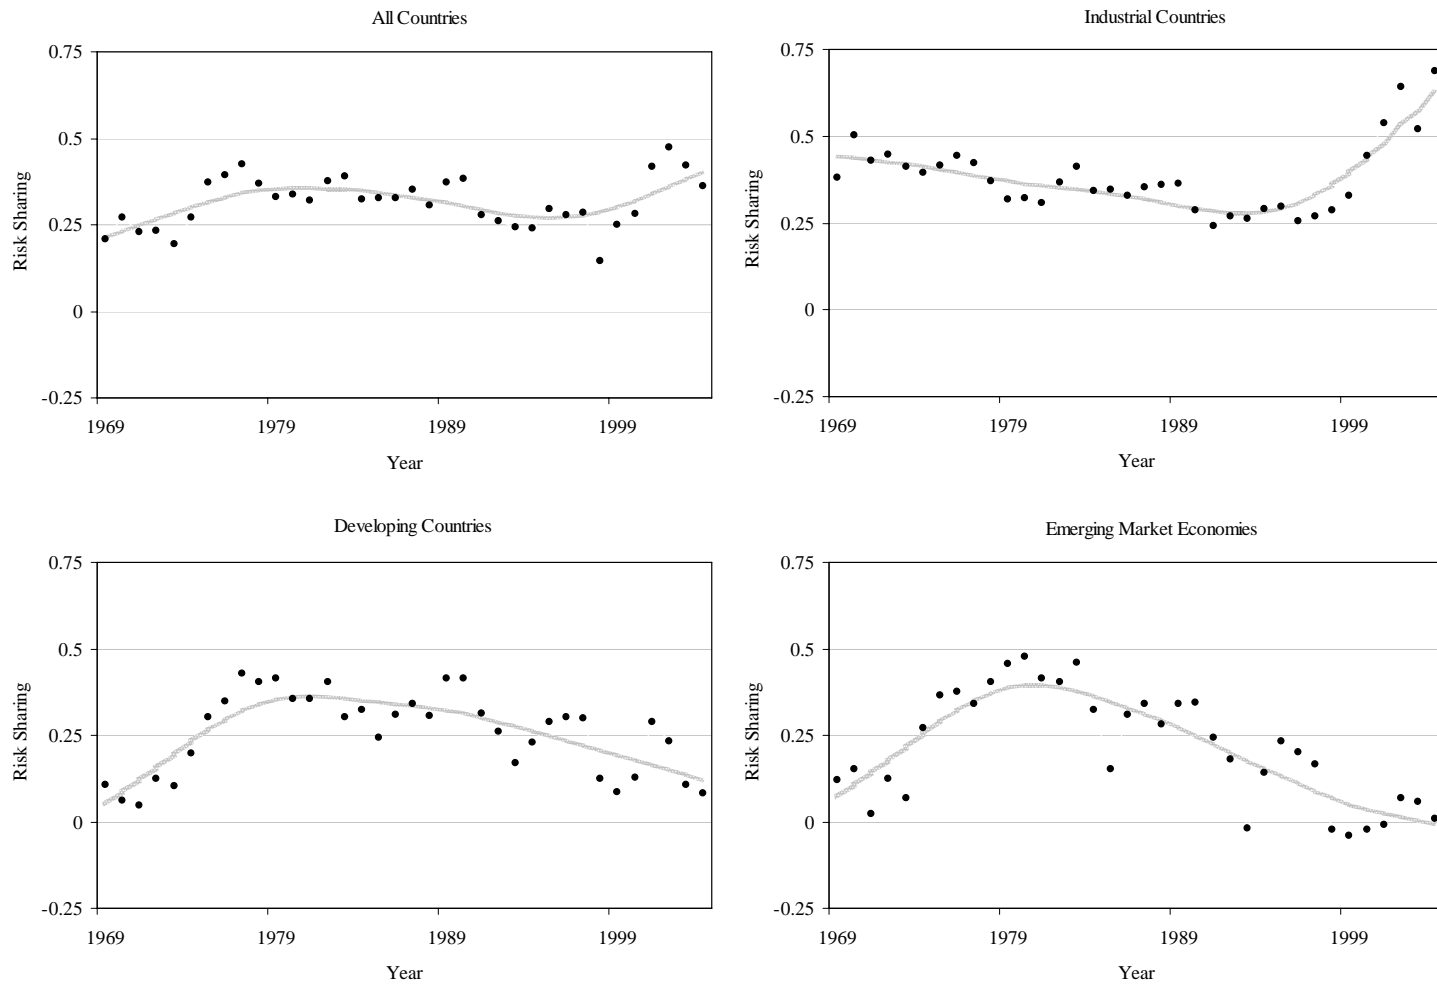 All Countries
0.75
0.5
0.25
0
-0.25
Risk Sharing
1969 1979 1989 1999
Year
Industrial Countries
0.75
0.5
0.25
0
-0.25
Risk Sharing
1969 1979 1989 1999
Year
Developing Countries
0.75
0.5
0.25
0
-0.25
Risk Sharing
1969 1979 1989 1999
Year
Emerging Market Economies
0.75
0.5
0.25
0
-0.25
Risk Sharing
1969 1979 1989 1999
Year